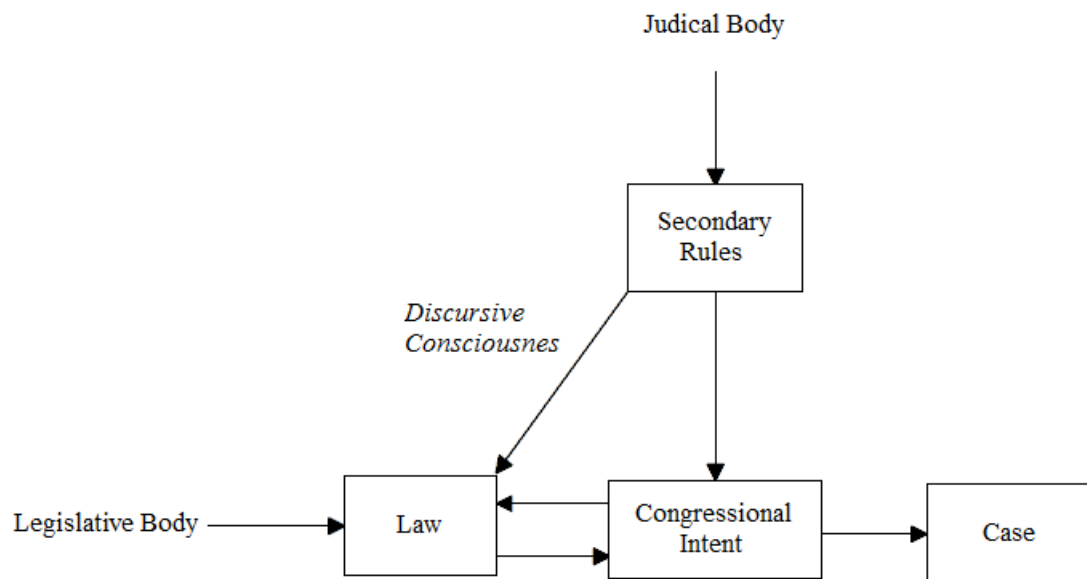 Judical Body
Secondary
Rules
Discursive
Consciousnes
Legislative Body
Law
Congressional
Intent
Case